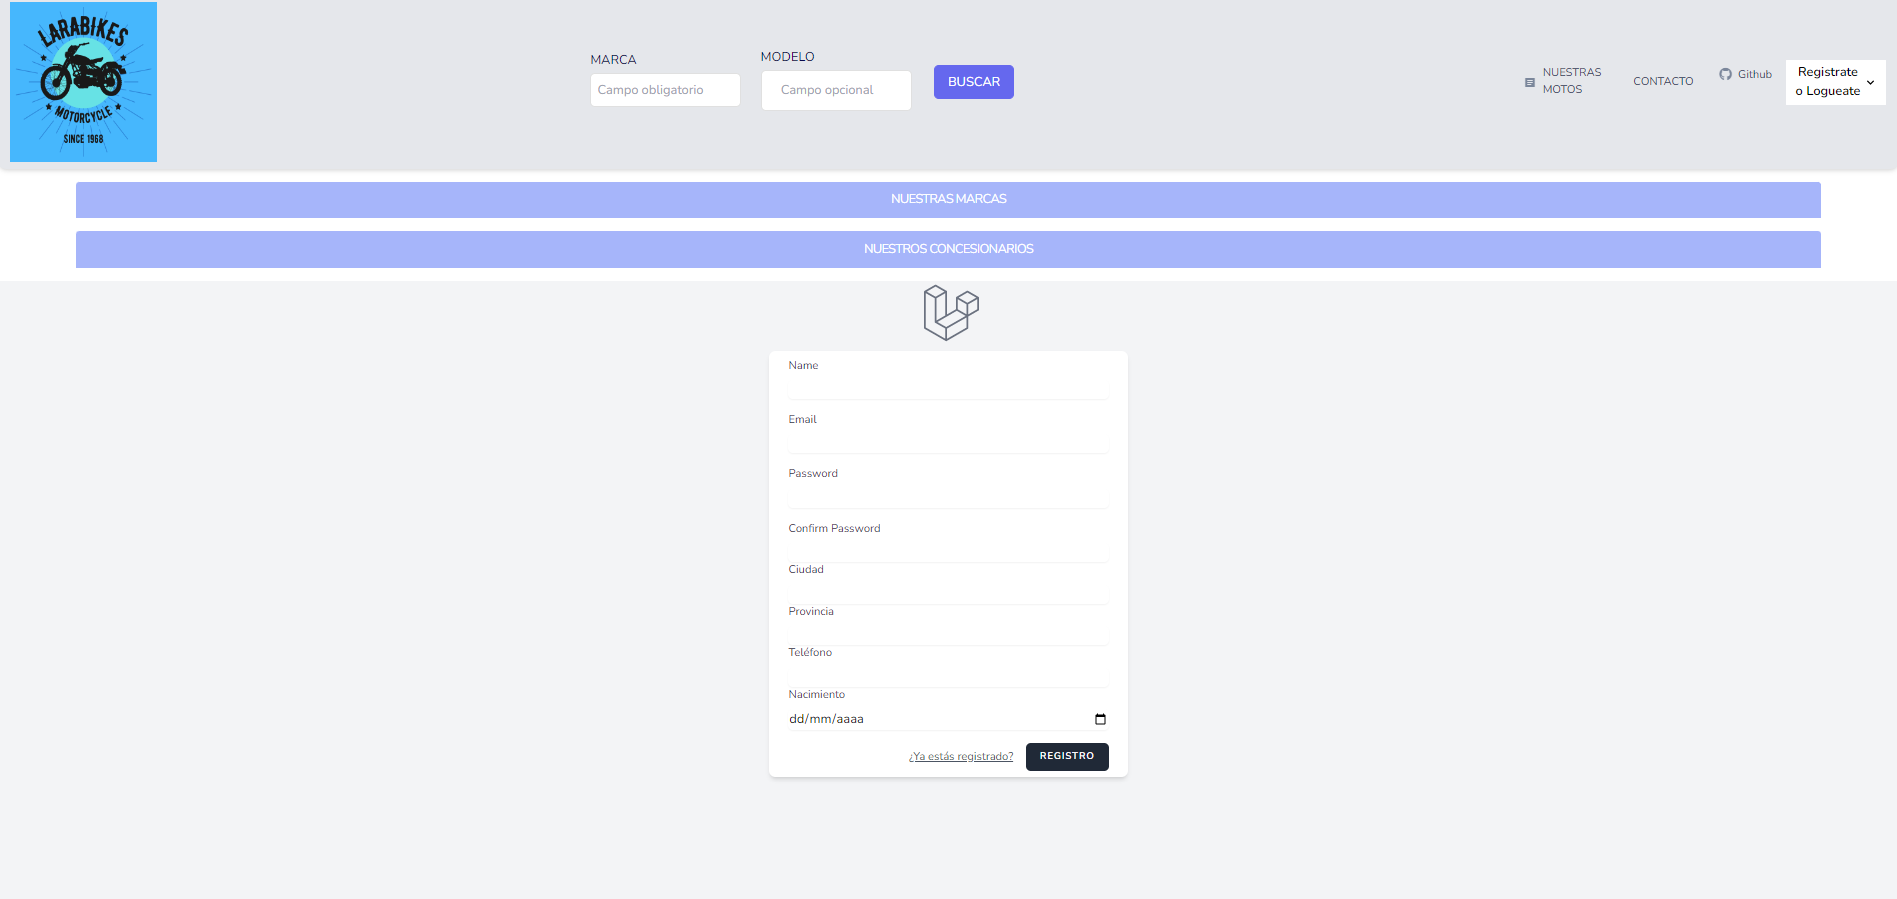 LARABIKES
MOTORCYCLE
SINCE 1968
MARCA
Campo obligatorio
MODELO
Campo opcional
BUSCAR
NUESTRAS
MOTOS
CONTACTO
Github
Registrate
o Logueate
NUESTRAS MARCAS
NUESTROS CONCESIONARIOS
Name
Email
Password
Confirm Password
Ciudad
Provincia
Teléfono
Nacimiento
dd/mm/aaaa
¿Ya estás registrado?
REGISTRO